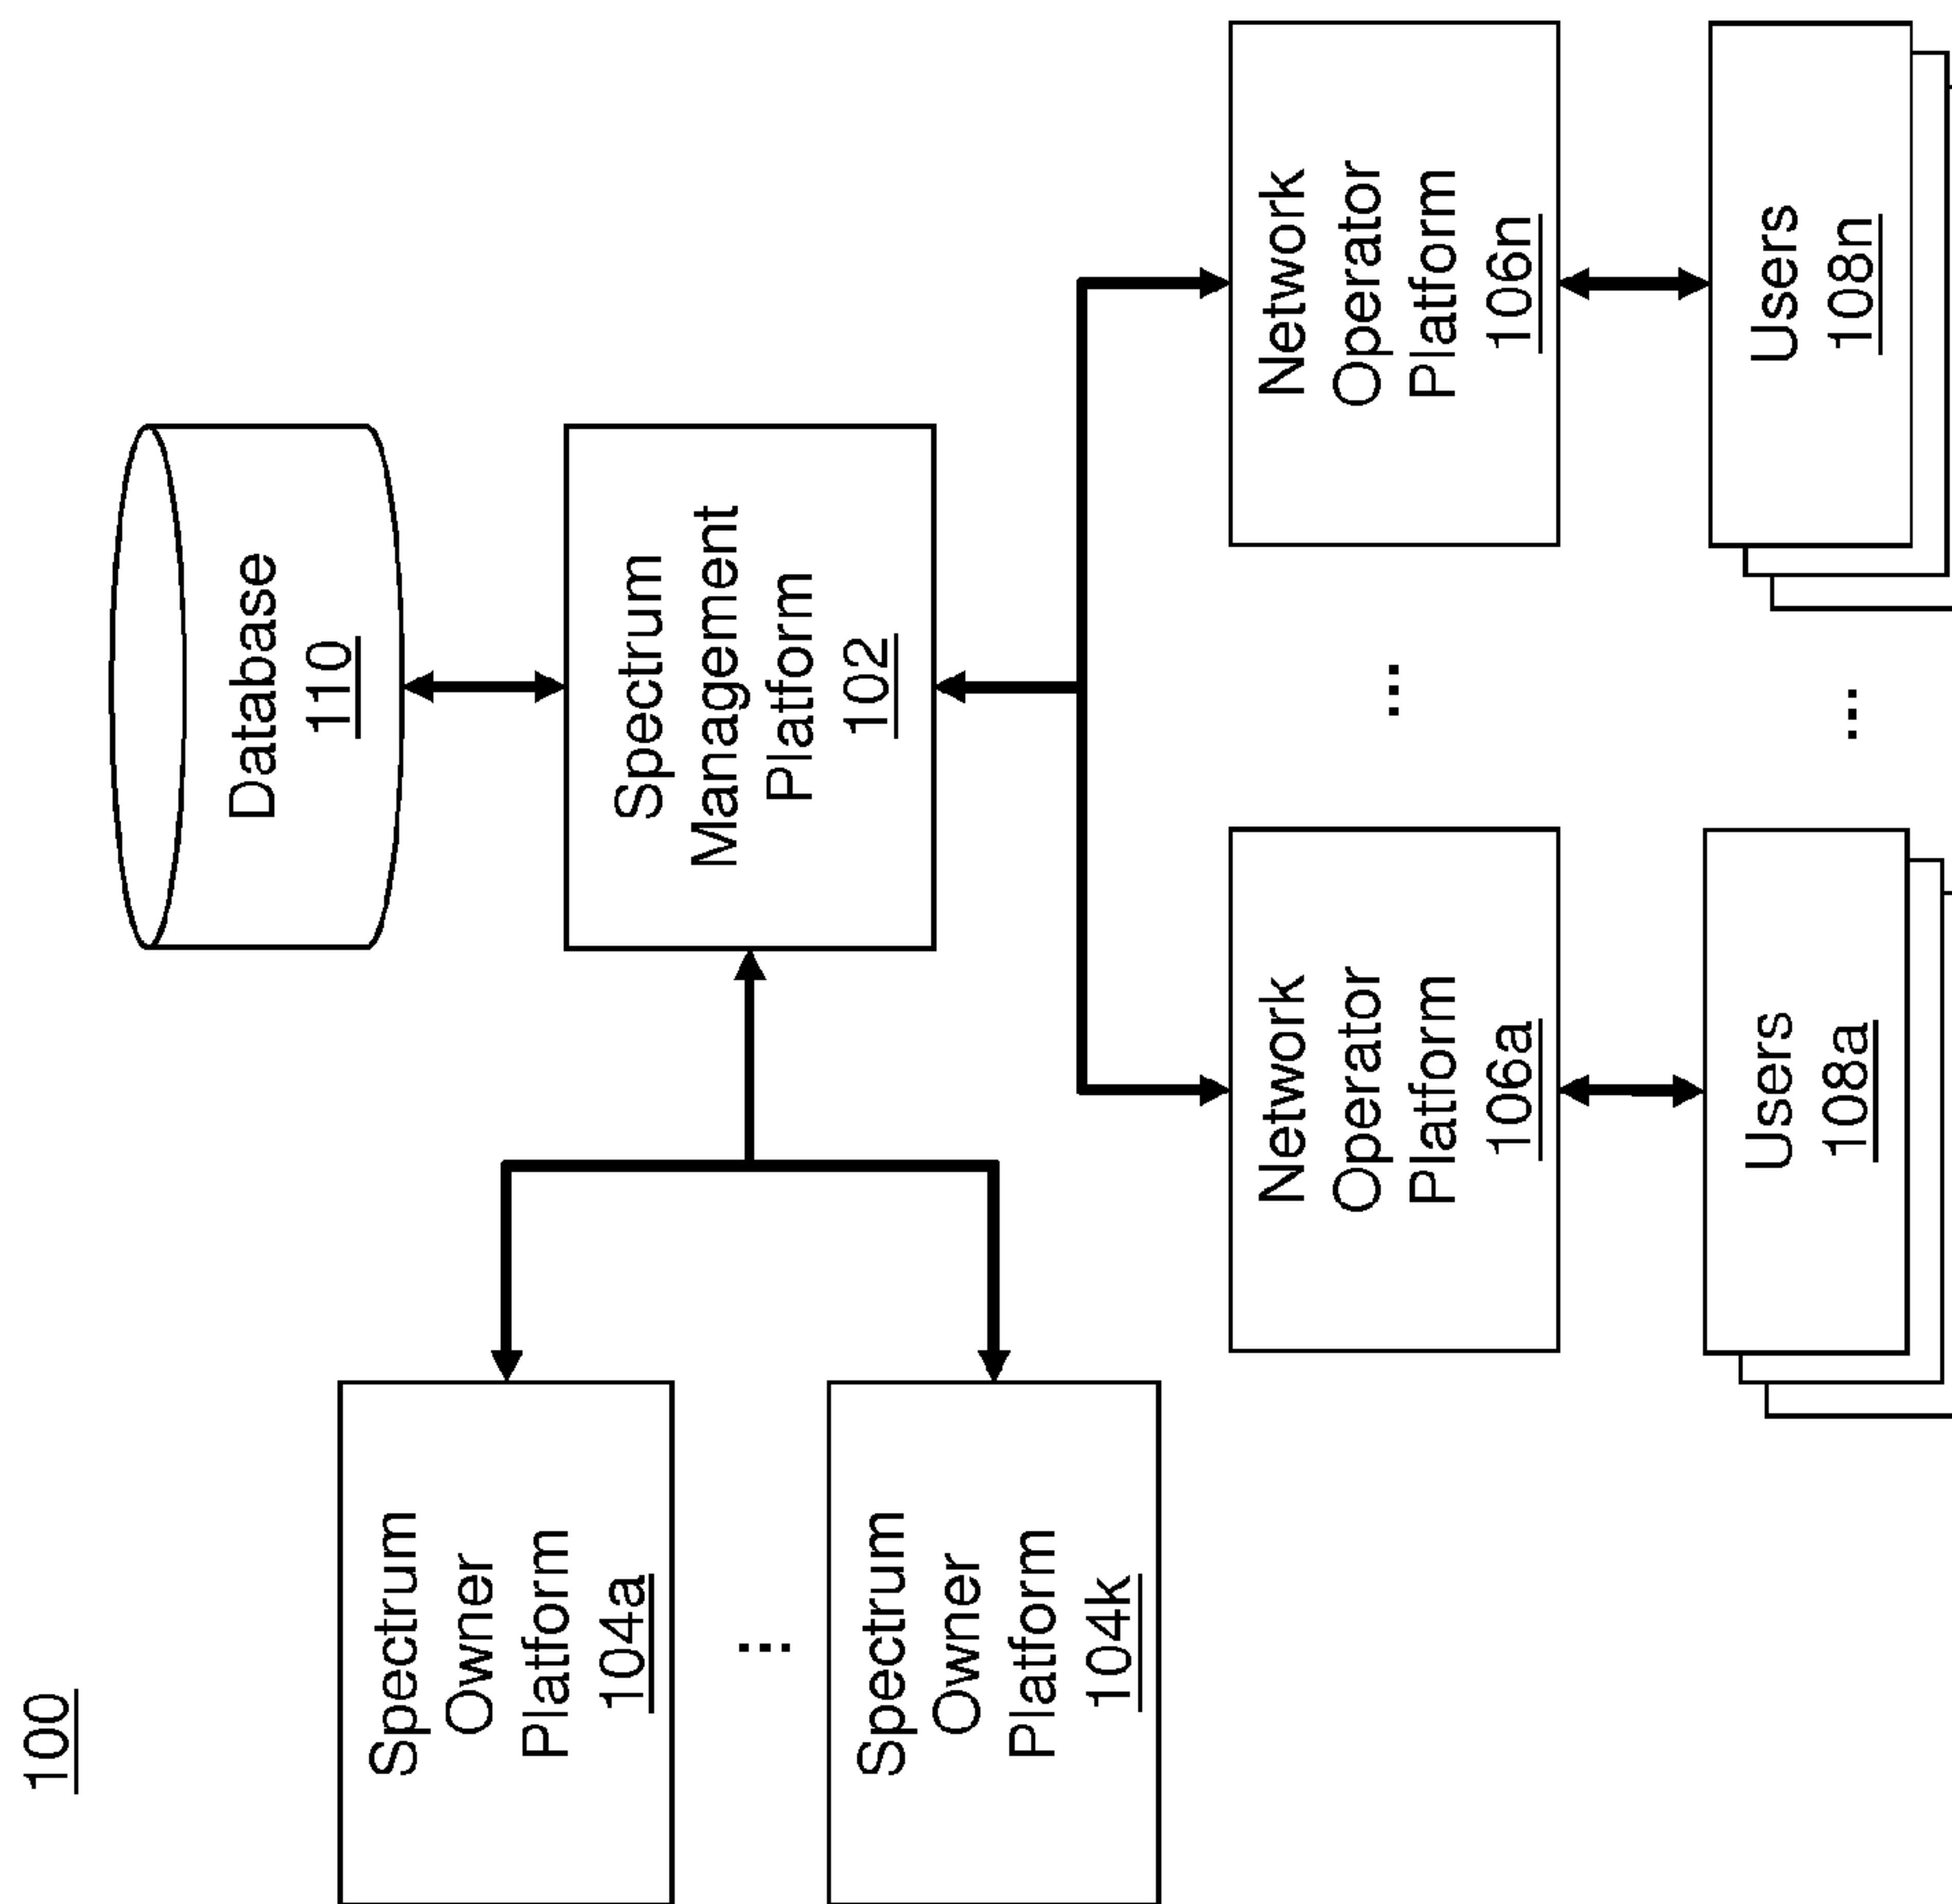 100
Database
110
Spectrum
Owner
Platform
104a
...
Spectrum
Owner
Platform
104k
Spectrum
Management
Platform
102
Network
Operator
Platform
106a
...
Network
Operator
Platform
106n
Users
108a
...
Users
108n